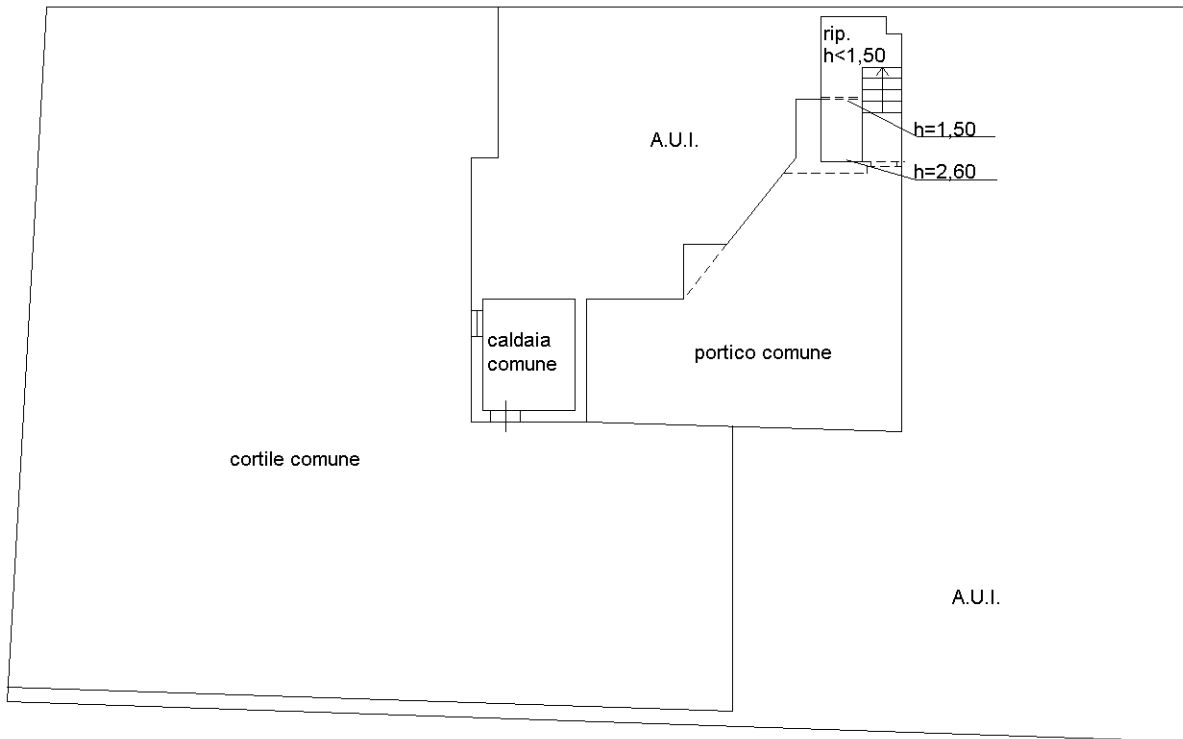 rip.
h<1,50
h=1,50
A.U.I.
h=2,60
caldaia
comune
portico comune
cortile comune
A.U.I.